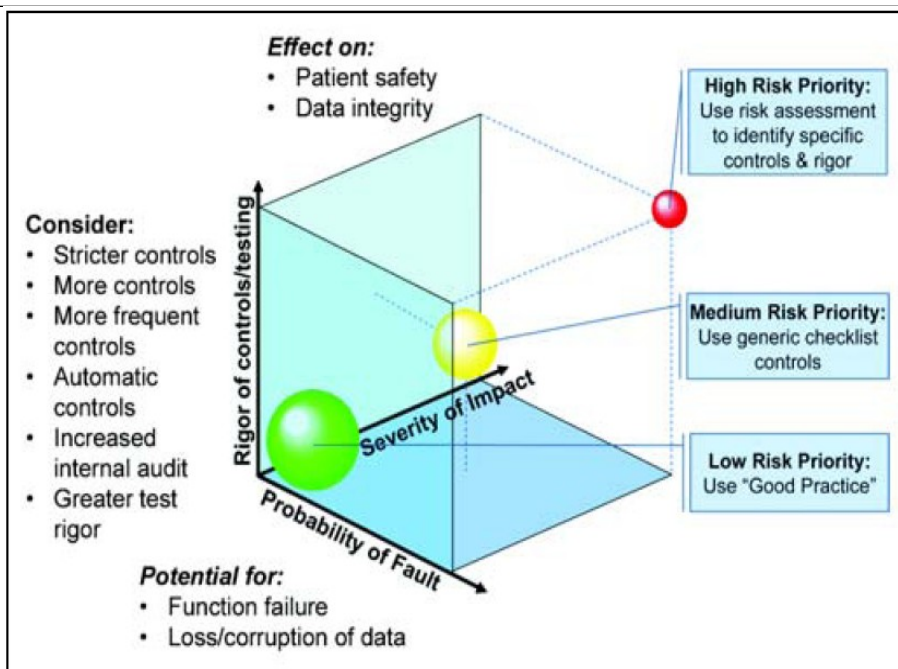 Effect on:
• Patient safety
• Data integrity
High Risk Priority:
Use risk assessment
to identify specific
controls & rigor
Consider:
• Stricter controls
• More controls
• More frequent
controls
• Automatic
controls
• Increased
internal audit
• Greater test
rigor
Rigor of controls/testing
Medium Risk Priority:
Use generic checklist
controls
Severity of Impact
Low Risk Priority:
Use "Good Practice"
Probability of Fault
Potential for:
• Function failure
• Loss/corruption of data